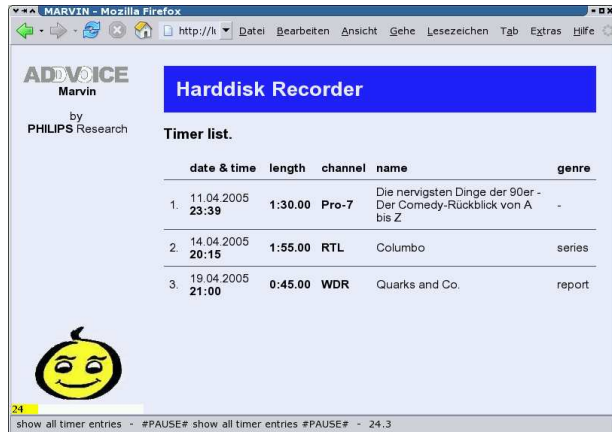 MARVIN - Mozilla Firefox
Datei Bearbeiten Ansicht Gehe Lesezeichen Tab Extras Hilfe
ADDVOICE
Marvin
by
PHILIPS Research
Harddisk Recorder
Timer list.
date & time length channel name genre
1. 11.04.2005 23:39 1:30.00 Pro-7 Die nervigsten Dinge der 90er -
Der Comedy-Rückblick von A
bis Z -
2. 14.04.2005 20:15 1:55.00 RTL Columbo series
3. 19.04.2005 21:00 0:45.00 WDR Quarks and Co. report
24
show all timer entries - #PAUSE# show all timer entries #PAUSE# - 24.3